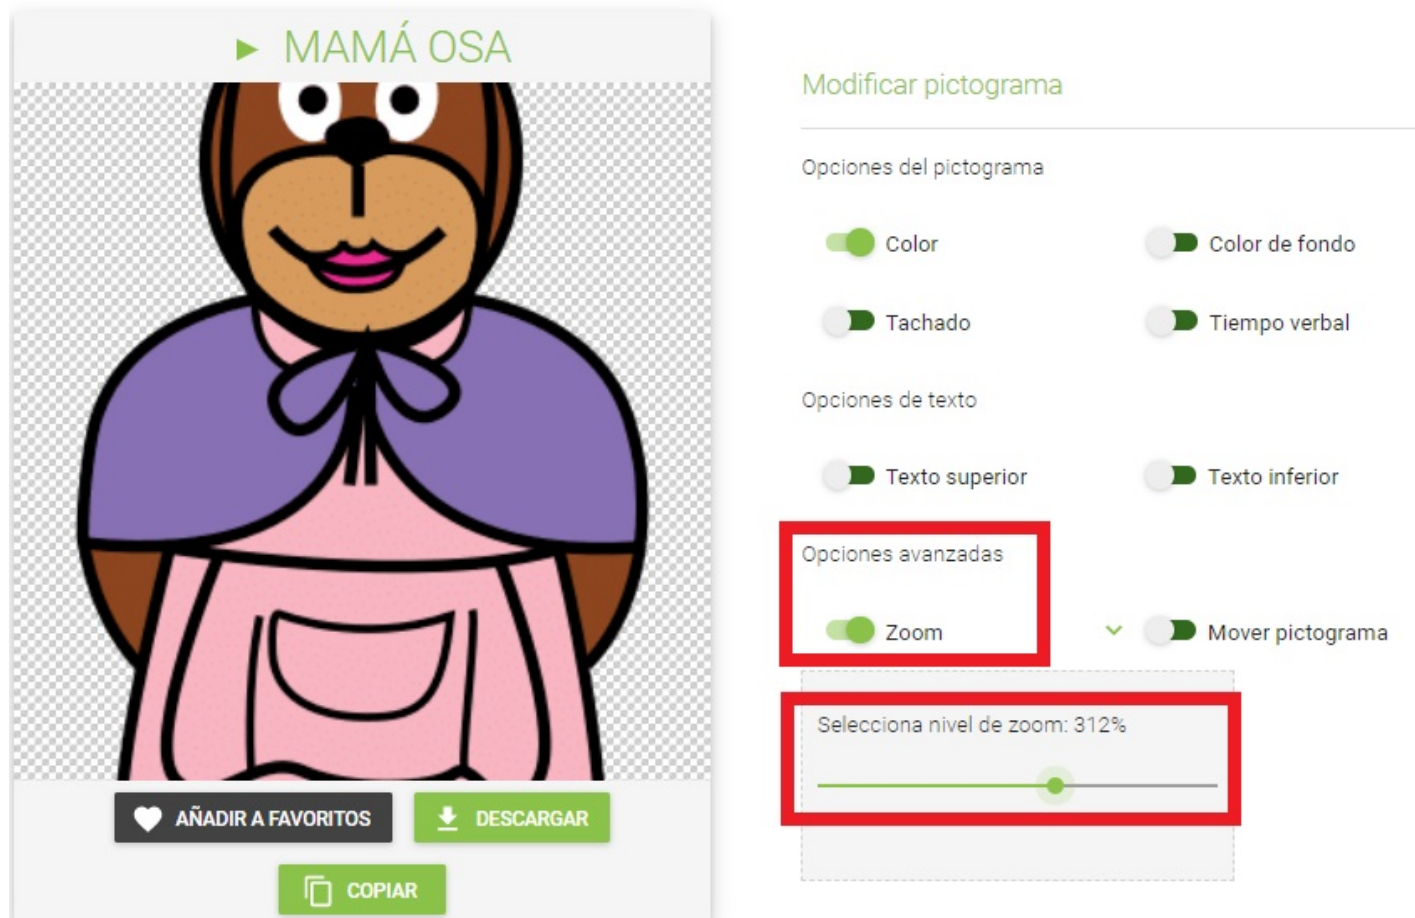 MAMÁ OSA
AÑADIR A FAVORITOS
DESCARGAR
COPIAR
Modificar pictograma
Opciones del pictograma
Color
Color de fondo
Tachado
Tiempo verbal
Opciones de texto
Texto superior
Texto inferior
Opciones avanzadas
Zoom
Mover pictograma
Selecciona nivel de zoom: 312%